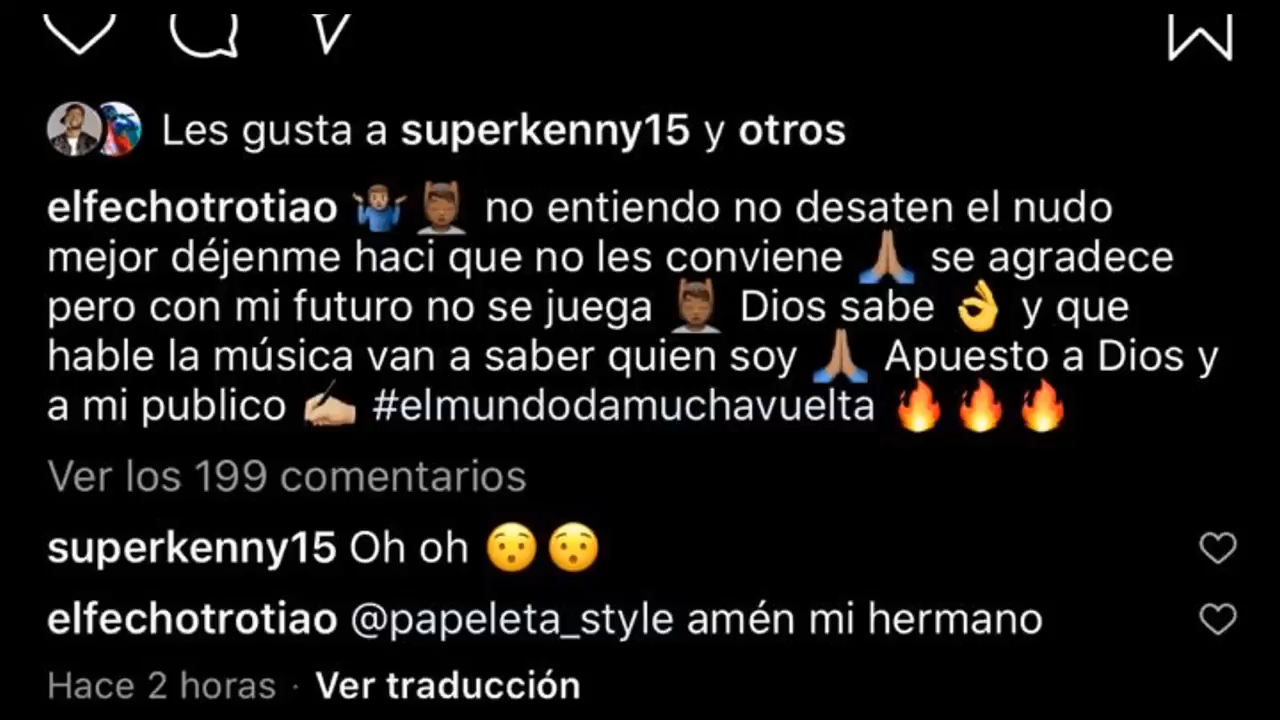 Les gusta a superkenny15 y otros
elfechotrotiao 🤷🏽‍♂️💆🏾‍♂️ no entiendo no desaten el nudo
mejor déjenme haci que no les conviene 🙏🏽 se agradece
pero con mi futuro no se juega 💆🏾‍♂️ Dios sabe 👌 y que
hable la música van a saber quien soy 🙏🏽 Apuesto a Dios y
a mi publico ✍🏼 #elmundodamuchavuelta 🔥🔥🔥
Ver los 199 comentarios
superkenny15 Oh oh 😯😯
elfechotrotiao @papeleta_style amén mi hermano
Hace 2 horas · Ver traducción